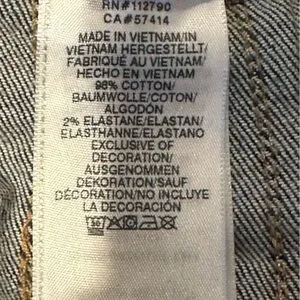 RN#112790
CA#57414
MADE IN VIETNAM/IN
VIETNAM HERGESTELLT/
FABRIQUÉ AU VIETNAM/
HECHO EN VIETNAM
98% COTTON/
BAUMWOLLE/COTON/
ALGODÓN
2% ELASTANE/ELASTAN/
ÉLASTHANNE/ELASTANO
EXCLUSIVE OF
DECORATION/
AUSGENOMMEN
DEKORATION/SAUF
DÉCORATION/NO INCLUYE
LA DECORACIÓN